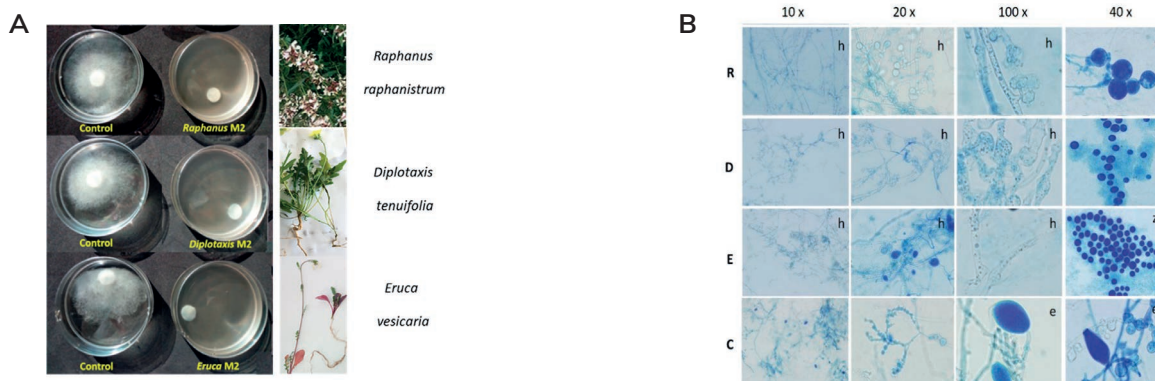 A
Control
Raphanus M2
Control
Diplotaxis M2
Control
Eruca M2
Raphanus
raphanistrum
Diplotaxis
tenuifolia
Eruca
vesicaria
B
10 x
20 x
100 x
40 x
R
h
h
h
D
h
h
h
E
h
h
h
z
C
e
e